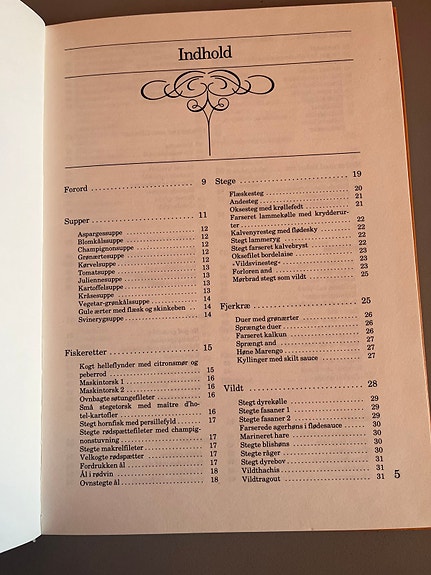 Indhold
Forord 9
Supper 11
Aspargessuppe 12
Blomkålssuppe 12
Champignonsuppe 12
Grønærtesuppe 12
Kørvelsuppe 12
Tomatsuppe 13
Juliennesuppe 13
Kartoffelsuppe 13
Kråsesuppe 13
Vegetar-grønkålssuppe 14
Gule ærter med flæsk og skinkeben 14
Svinerygsuppe 14
Fiskeretter 15
Kogt helleflynder med citronsmør og
peberrod 15
Maskintorsk 1 16
Maskintorsk 2 16
Ovnbagte søtungefileter 16
Små stegetorsk med maître d'ho-
tel-kartofler 16
Stegt hornfisk med persillefyld 17
Stegte rødspættefileter med champig-
nonstuvning 17
Stegte makrelfileter 17
Velkogte rødspætter 17
Fordrukken ål 17
Ål i rødvin 18
Ovnstegte ål 18
Stege 19
Flæskesteg 20
Andesteg 21
Oksesteg med krøllefedt 21
Farseret lammekølle med krydderur-
ter 22
Kalvenyresteg med flødesky 22
Stegt lammeryg 22
Stegt farseret kalvebryst 22
Oksefilet bordelaise 23
»Vildsvinesteg« 23
Forloren and 23
Mørbrad stegt som vildt 25
Fjerkræ 25
Duer med grønærter 26
Sprængte duer 26
Farseret kalkun 26
Sprængt and 27
Høne Marengo 27
Kyllinger med skilt sauce 27
Vildt 28
Stegt dyrekølle 29
Stegte fasaner 1 29
Stegte fasaner 2 29
Farserede agerhøns i flødesauce 30
Marineret hare 30
Stegte blishøns 30
Stegte råger 30
Stegt dyrebov 31
Vildthachis 31
Vildtragout 31
5